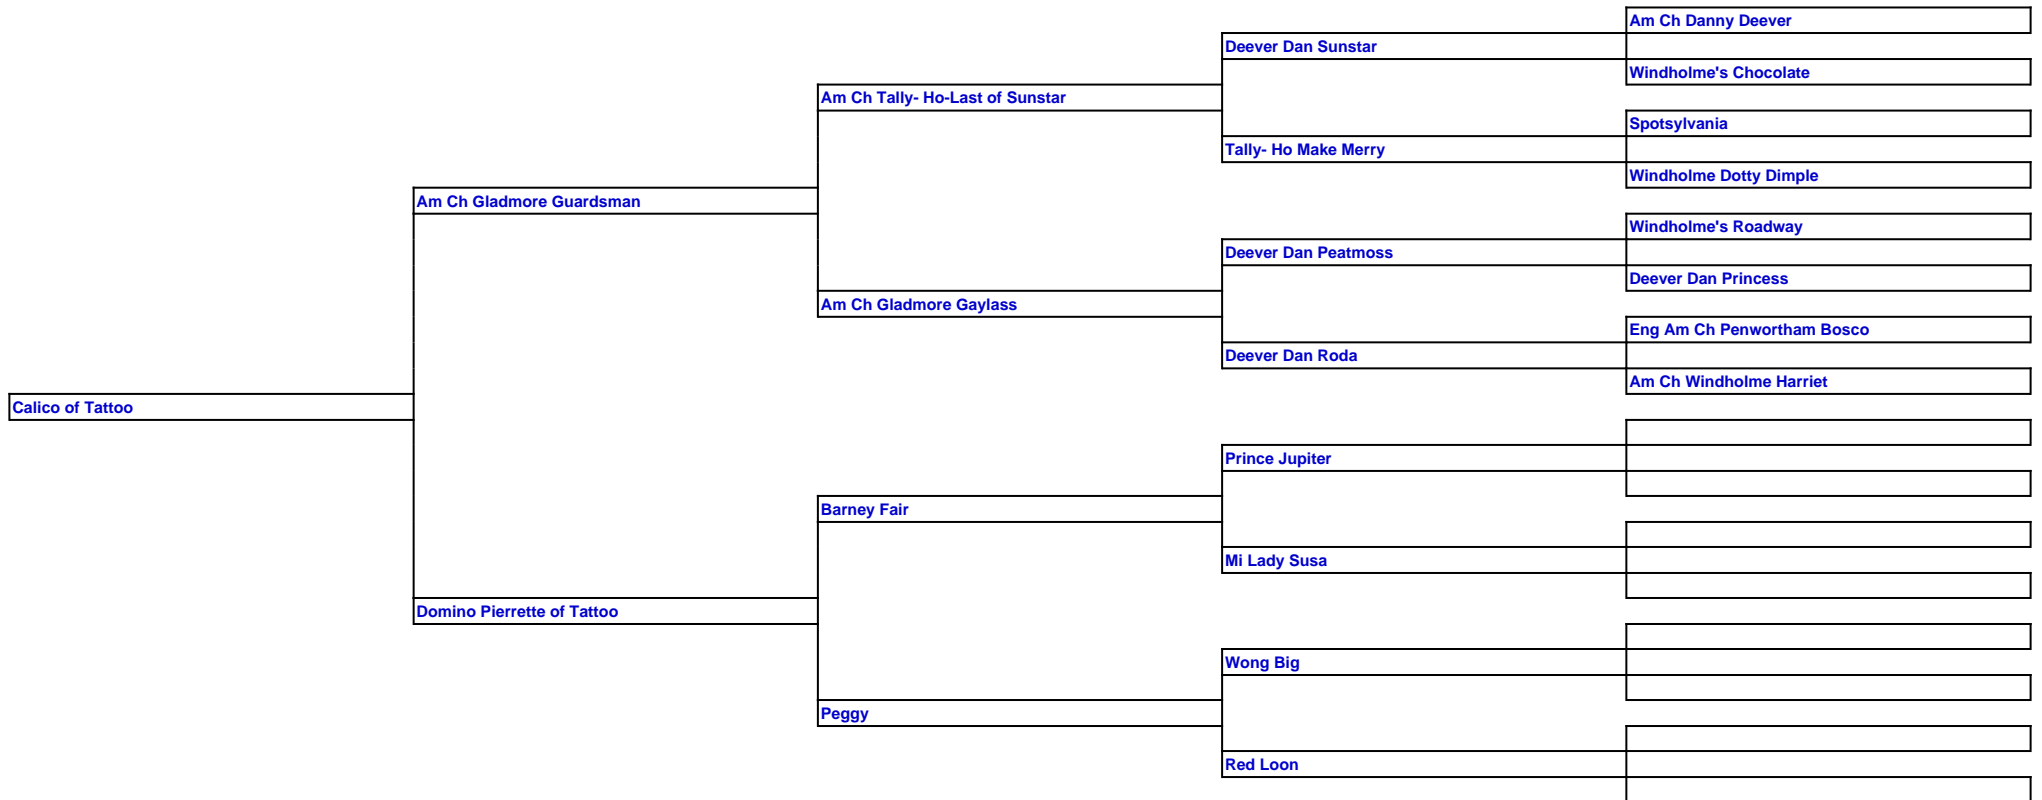 Am Ch Danny Deever
Deever Dan Sunstar
Windholme's Chocolate
Am Ch Tally- Ho-Last of Sunstar
Spotsylvania
Tally- Ho Make Merry
Windholme Dotty Dimple
Am Ch Gladmore Guardsman
Windholme's Roadway
Deever Dan Peatmoss
Deever Dan Princess
Am Ch Gladmore Gaylass
Eng Am Ch Penwortham Bosco
Deever Dan Roda
Am Ch Windholme Harriet
Calico of Tattoo
Prince Jupiter
Barney Fair
Mi Lady Susa
Domino Pierrette of Tattoo
Wong Big
Peggy
Red Loon